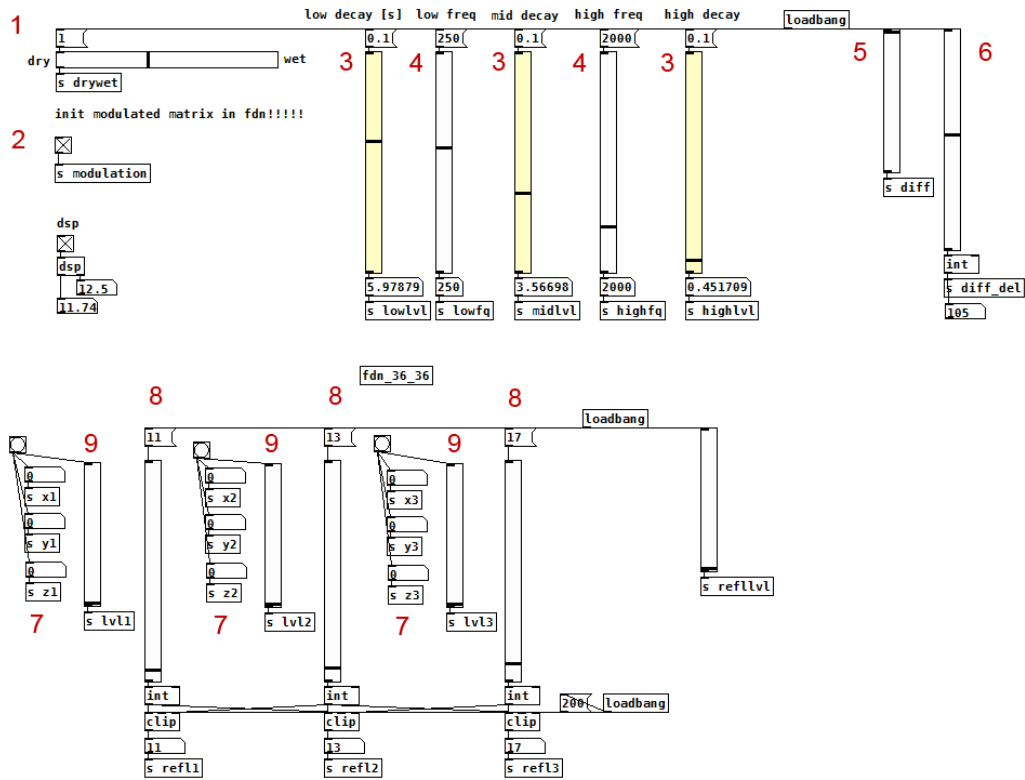 low decay [s] low freq mid decay high freq high decay loadbang
1
1 0.1 250 0.1 2000 0.1
dry wet 3 4 3 4 3 5 6
s drywet
init modulated matrix in fdn!!!!!
2
s modulation
s diff
dsp
dsp
12.5
11.74
int
5.97879 250 3.56698 2000 0.451709
s lowlvl s lowfq s midlvl s highfq s highlvl
s diff_del
105
fdn_36_36
8 8 8
loadbang
11 13 17
9 9 9
0 0 0
s x1 s x2 s x3
0 0 0
s y1 s y2 s y3
0 0 0
s z1 s z2 s z3
s refllvl
7 s lvl1 7 s lvl2 7 s lvl3
int int int
200 loadbang
clip clip clip
11 13 17
s refl1 s refl2 s refl3